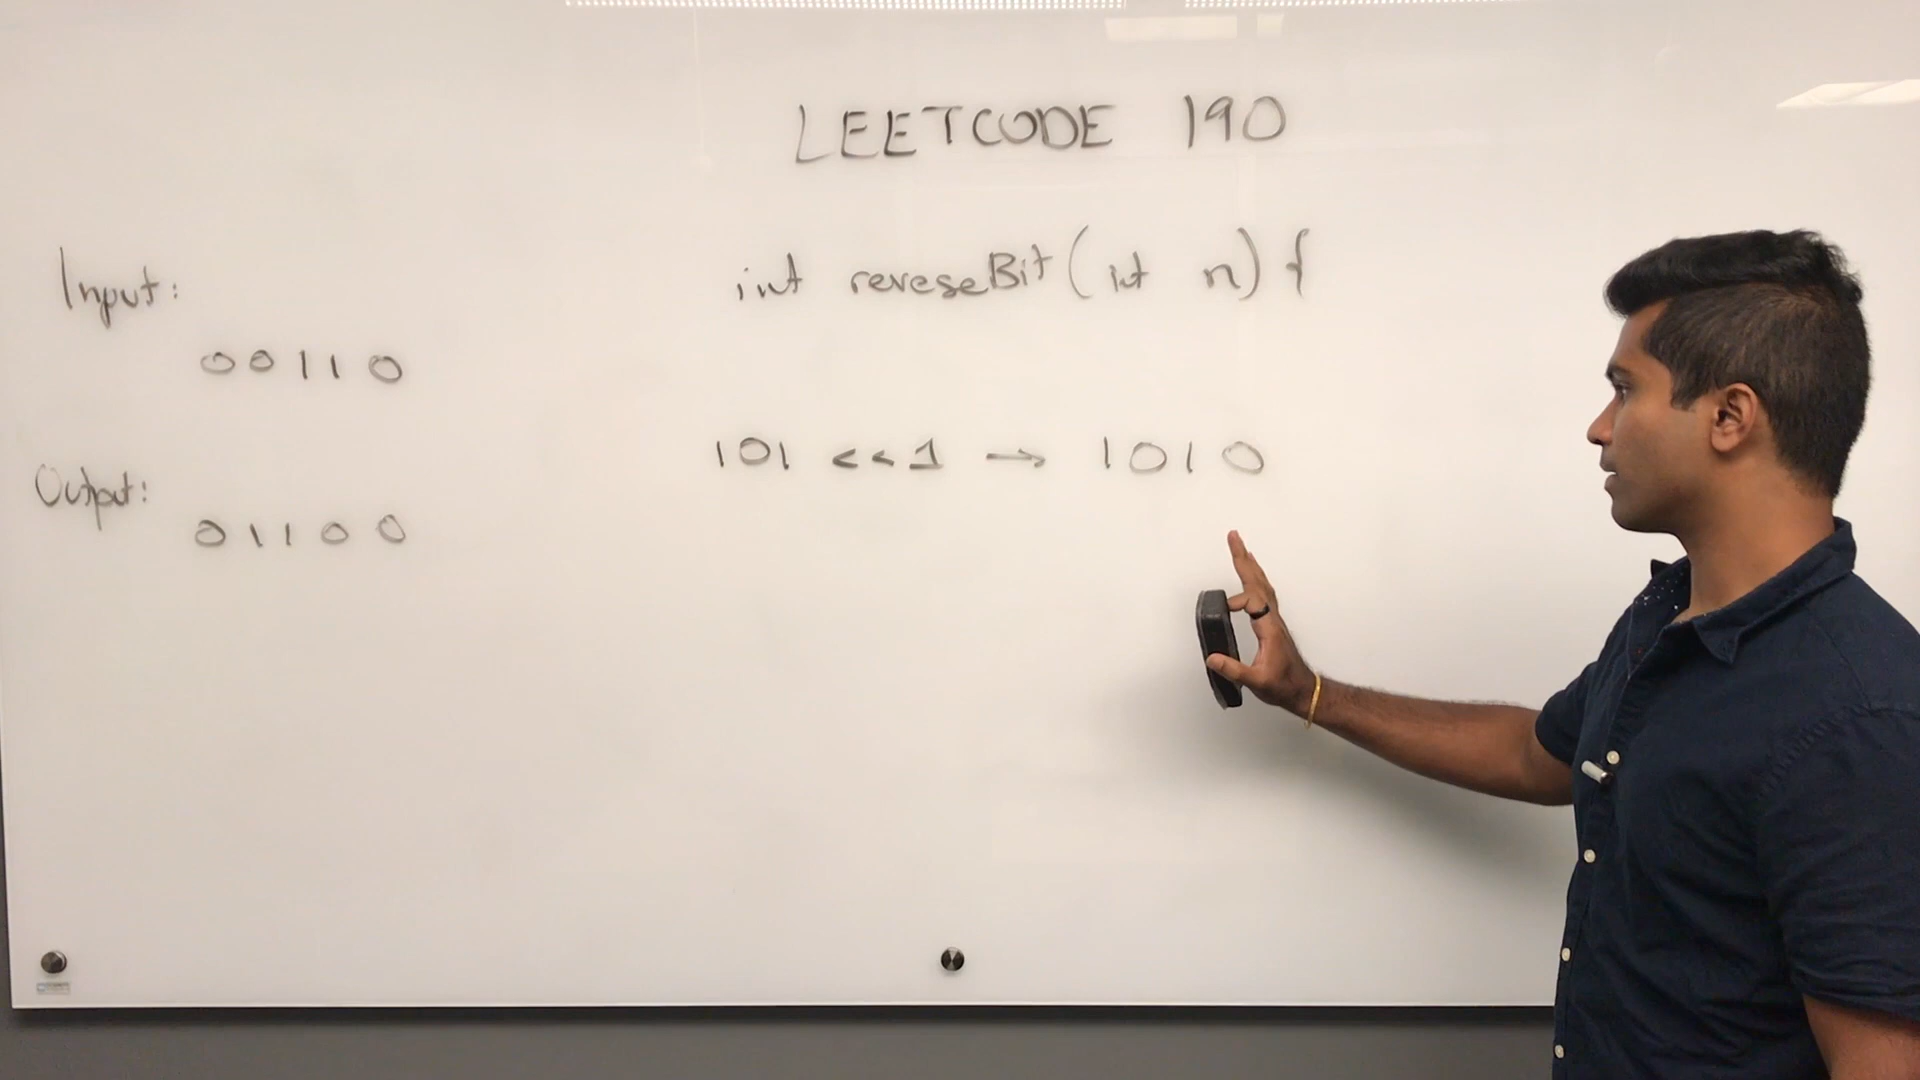 LEETCODE 190
int reveseBit(int n){
Input:
00110
101 <<1 → 1010
Output:
01100